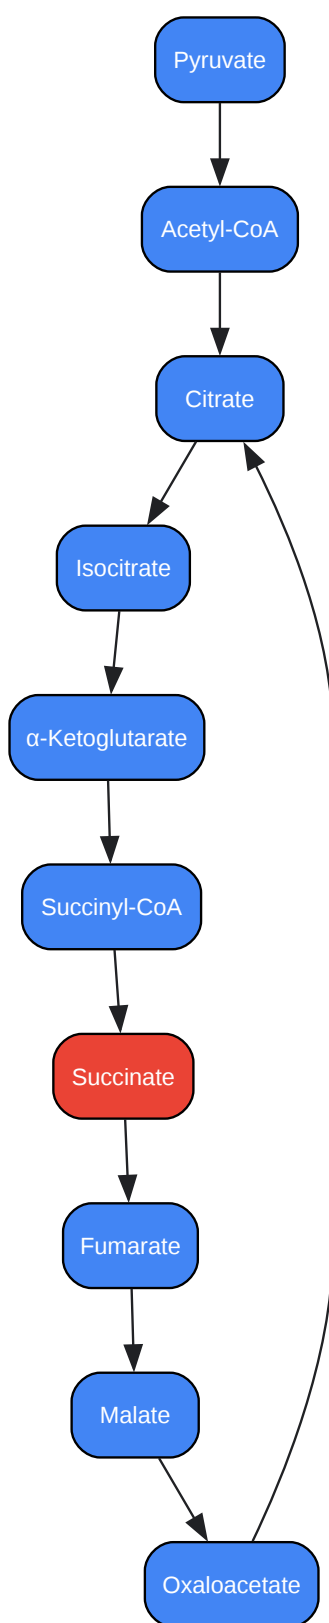 Pyruvate
Acetyl-CoA
Citrate
Isocitrate
α-Ketoglutarate
Succinyl-CoA
Succinate
Fumarate
Malate
Oxaloacetate